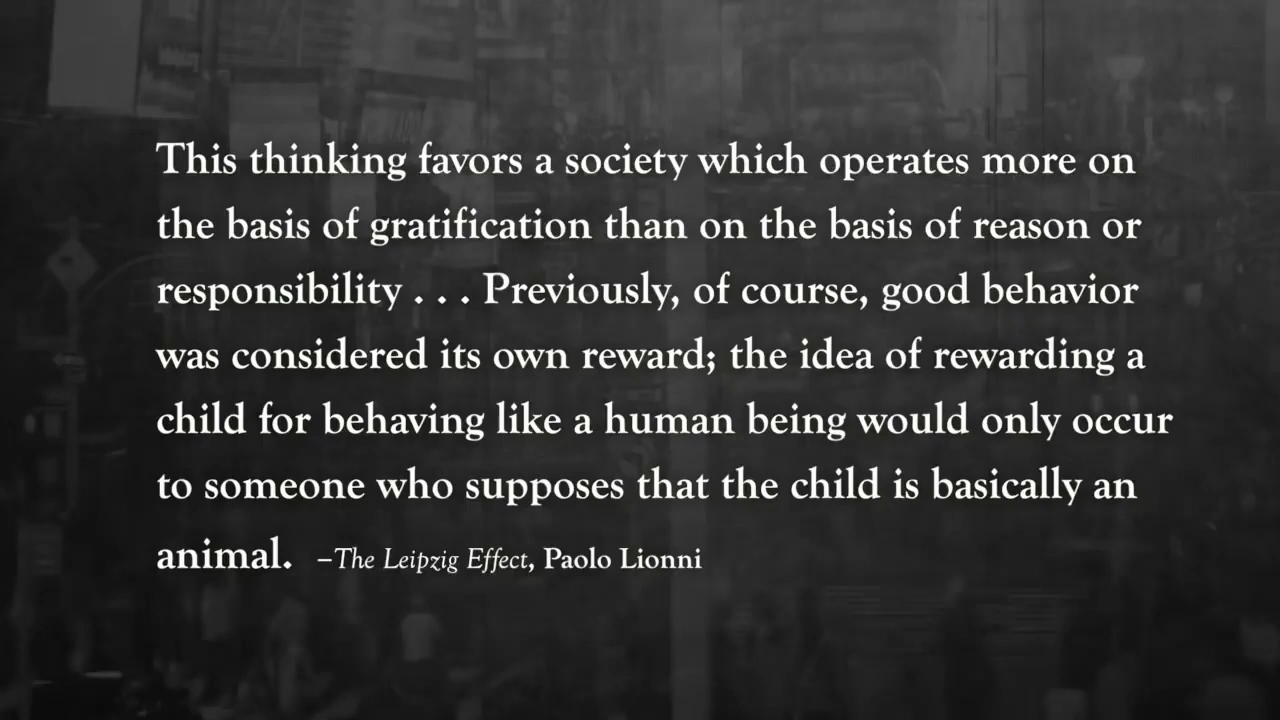 This thinking favors a society which operates more on
the basis of gratification than on the basis of reason or
responsibility . . . Previously, of course, good behavior
was considered its own reward; the idea of rewarding a
child for behaving like a human being would only occur
to someone who supposes that the child is basically an
animal. –The Leipzig Effect, Paolo Lionni